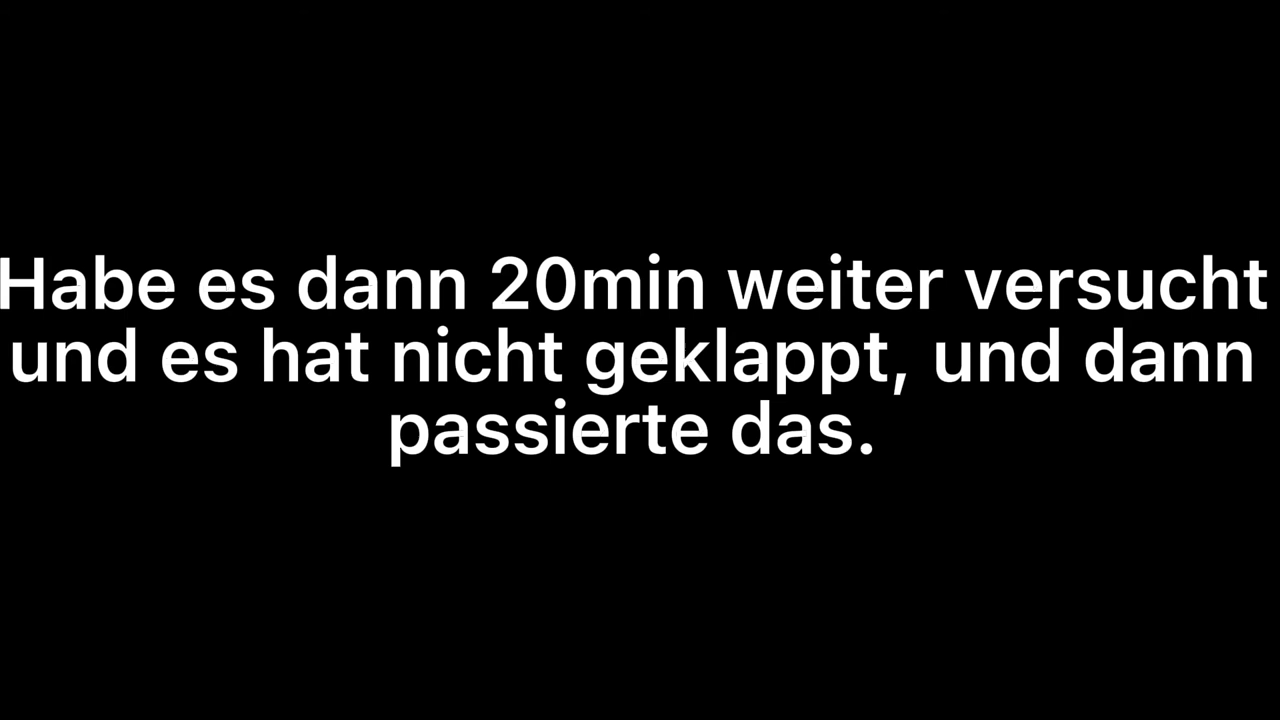 Habe es dann 20min weiter versucht
und es hat nicht geklappt, und dann
passierte das.